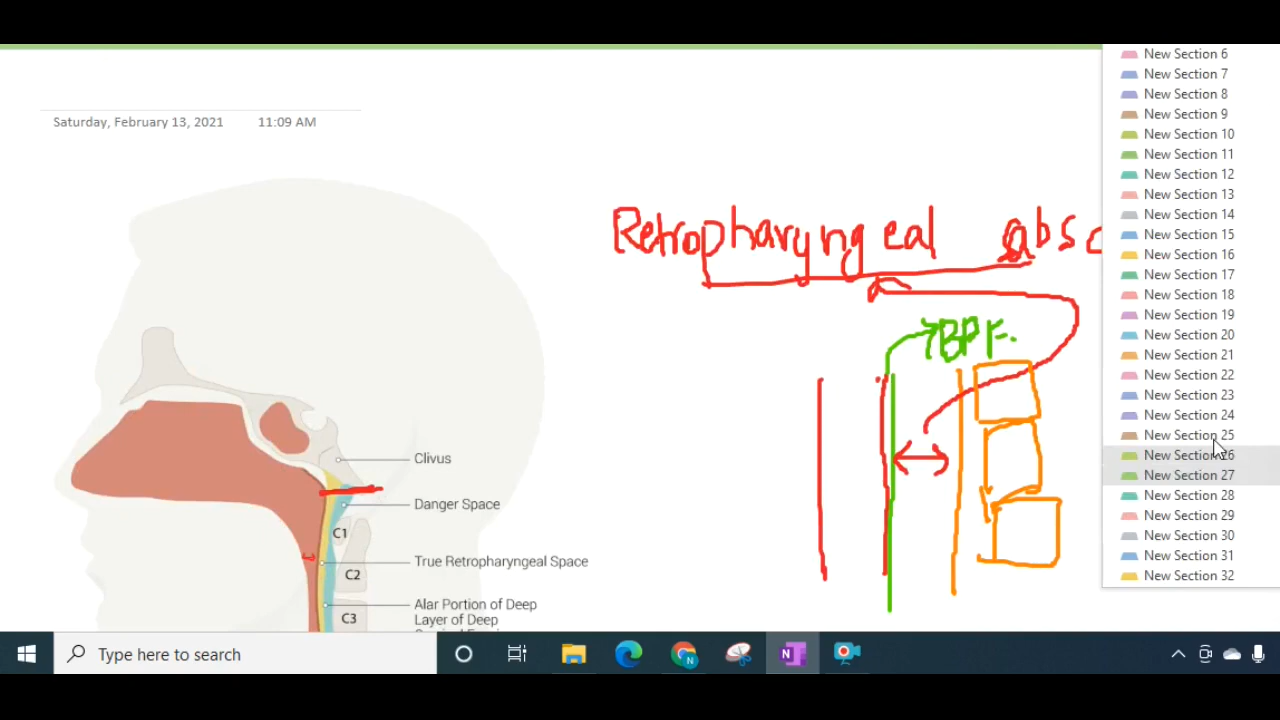 Saturday, February 13, 2021 11:09 AM
Retropharyngeal absc
BPF.
Clivus
Danger Space
C1
True Retropharyngeal Space
C2
Alar Portion of Deep
Layer of Deep
C3
New Section 6
New Section 7
New Section 8
New Section 9
New Section 10
New Section 11
New Section 12
New Section 13
New Section 14
New Section 15
New Section 16
New Section 17
New Section 18
New Section 19
New Section 20
New Section 21
New Section 22
New Section 23
New Section 24
New Section 25
New Section 26
New Section 27
New Section 28
New Section 29
New Section 30
New Section 31
New Section 32
Type here to search